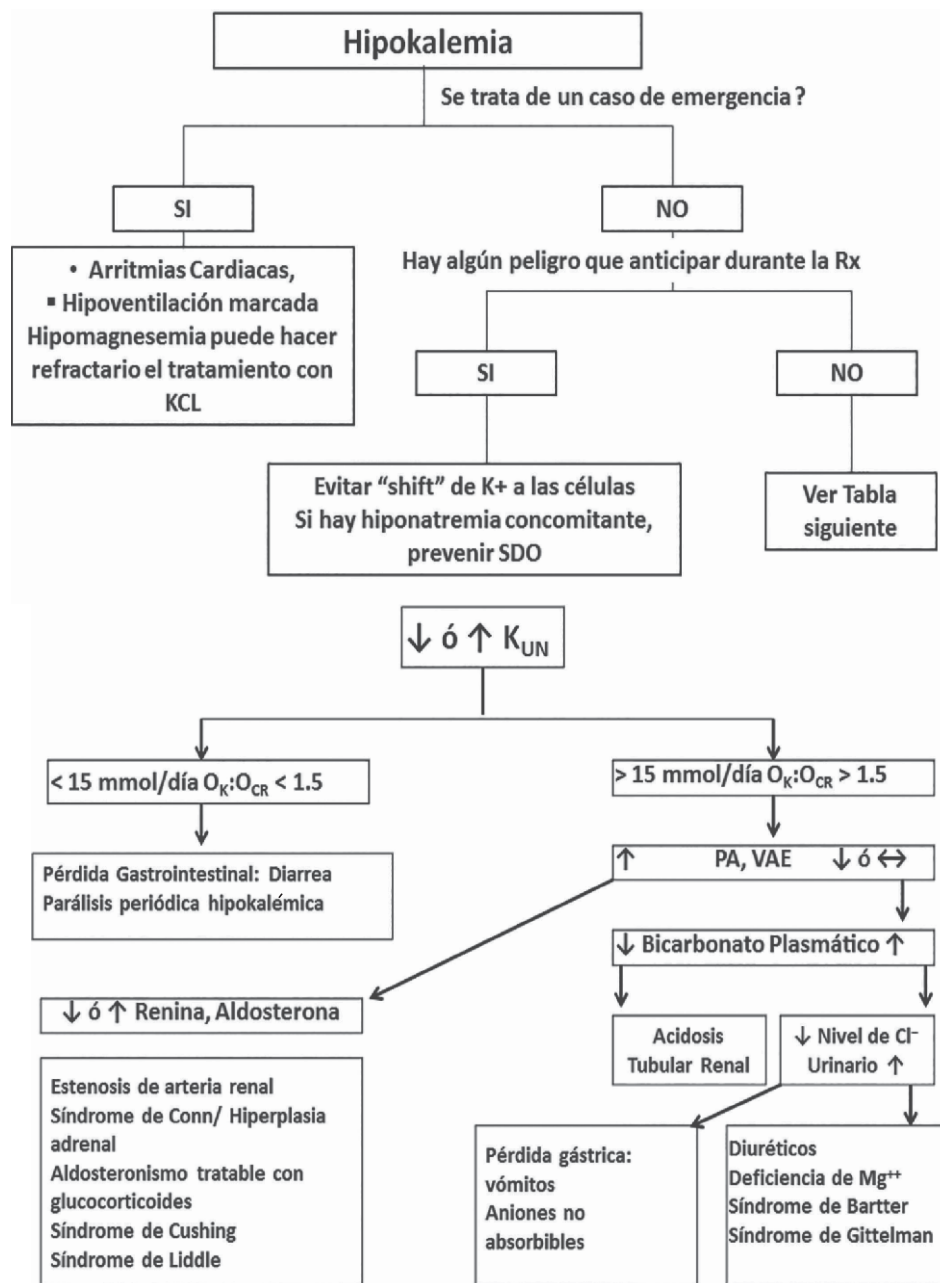 Hipokalemia
Se trata de un caso de emergencia ?
SI
NO
• Arritmias Cardiacas,
▪ Hipoventilación marcada
Hipomagnesemia puede hacer
refractario el tratamiento con
KCL
Hay algún peligro que anticipar durante la Rx
SI
NO
Evitar “shift” de K+ a las células
Si hay hiponatremia concomitante,
prevenir SDO
Ver Tabla
siguiente
↓ ó ↑ K_UN
< 15 mmol/día O_K:O_CR < 1.5
> 15 mmol/día O_K:O_CR > 1.5
Pérdida Gastrointestinal: Diarrea
Parálisis periódica hipokalémica
↑ PA, VAE ↓ ó ↔
↓ Bicarbonato Plasmático ↑
↓ ó ↑ Renina, Aldosterona
Acidosis
Tubular Renal
↓ Nivel de Cl⁻
Urinario ↑
Estenosis de arteria renal
Síndrome de Conn/ Hiperplasia
adrenal
Aldosteronismo tratable con
glucocorticoides
Síndrome de Cushing
Síndrome de Liddle
Pérdida gástrica:
vómitos
Aniones no
absorbibles
Diuréticos
Deficiencia de Mg⁺⁺
Síndrome de Bartter
Síndrome de Gittelman